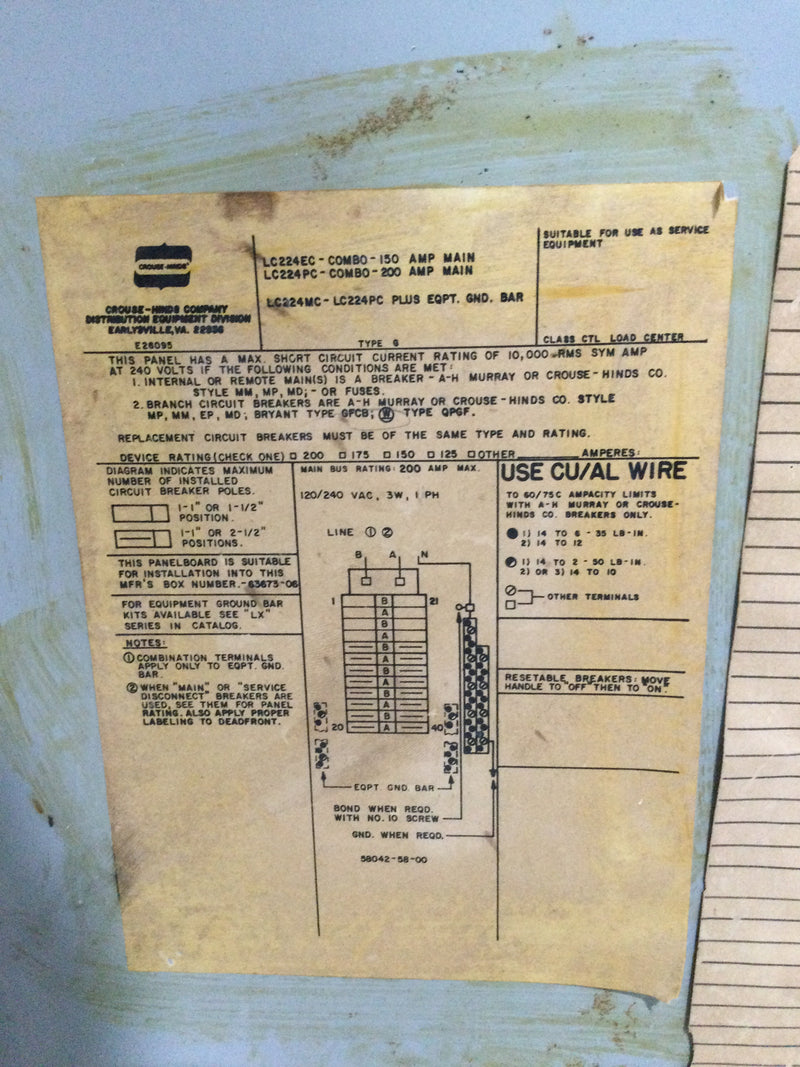 CROUSE-HINDS
CROUSE-HINDS COMPANY
DISTRIBUTION EQUIPMENT DIVISION
EARLYSVILLE, VA. 22936
E26095
LC224EC-COMBO-150 AMP MAIN
LC224PC-COMBO-200 AMP MAIN
LC224MC-LC224PC PLUS EQPT. GND. BAR
TYPE G
SUITABLE FOR USE AS SERVICE
EQUIPMENT
CLASS CTL LOAD CENTER
THIS PANEL HAS A MAX. SHORT CIRCUIT CURRENT RATING OF 10,000-RMS SYM AMP
AT 240 VOLTS IF THE FOLLOWING CONDITIONS ARE MET:
1. INTERNAL OR REMOTE MAIN(S) IS A BREAKER - A-H MURRAY OR CROUSE-HINDS CO.
STYLE MM, MP, MD; - OR FUSES.
2. BRANCH CIRCUIT BREAKERS ARE A-H MURRAY OR CROUSE-HINDS CO. STYLE
MP, MM, EP, MD; BRYANT TYPE GFCB; W TYPE QPGF.
REPLACEMENT CIRCUIT BREAKERS MUST BE OF THE SAME TYPE AND RATING.
DEVICE RATING (CHECK ONE) □ 200 □ 175 □ 150 □ 125 □ OTHER AMPERES:
DIAGRAM INDICATES MAXIMUM
NUMBER OF INSTALLED
CIRCUIT BREAKER POLES.
1-1" OR 1-1/2"
POSITION.
1-1" OR 2-1/2"
POSITIONS.
THIS PANELBOARD IS SUITABLE
FOR INSTALLATION INTO THIS
MFR'S BOX NUMBER.-63673-06
FOR EQUIPMENT GROUND BAR
KITS AVAILABLE SEE "LX"
SERIES IN CATALOG.
NOTES:
① COMBINATION TERMINALS
APPLY ONLY TO EQPT. GND.
BAR.
② WHEN "MAIN" OR "SERVICE
DISCONNECT" BREAKERS ARE
USED, SEE THEM FOR PANEL
RATING. ALSO APPLY PROPER
LABELING TO DEADFRONT.
MAIN BUS RATING: 200 AMP MAX.
120/240 VAC, 3W, 1 PH
LINE ① ②
B A N
1 B 21
A
B
A
B
A
B
A
B
A
B
20 A 40
EQPT GND. BAR
BOND WHEN REQD.
WITH NO. 10 SCREW
GND. WHEN REQD.
58042-58-00
USE CU/AL WIRE
TO 60/75C AMPACITY LIMITS
WITH A-H MURRAY OR CROUSE-
HINDS CO. BREAKERS ONLY.
1) 14 TO 6 - 35 LB-IN.
2) 14 TO 12
1) 14 TO 2 - 50 LB-IN.
2) OR 3) 14 TO 10
OTHER TERMINALS
RESETABLE BREAKERS: MOVE
HANDLE TO "OFF" THEN TO "ON".